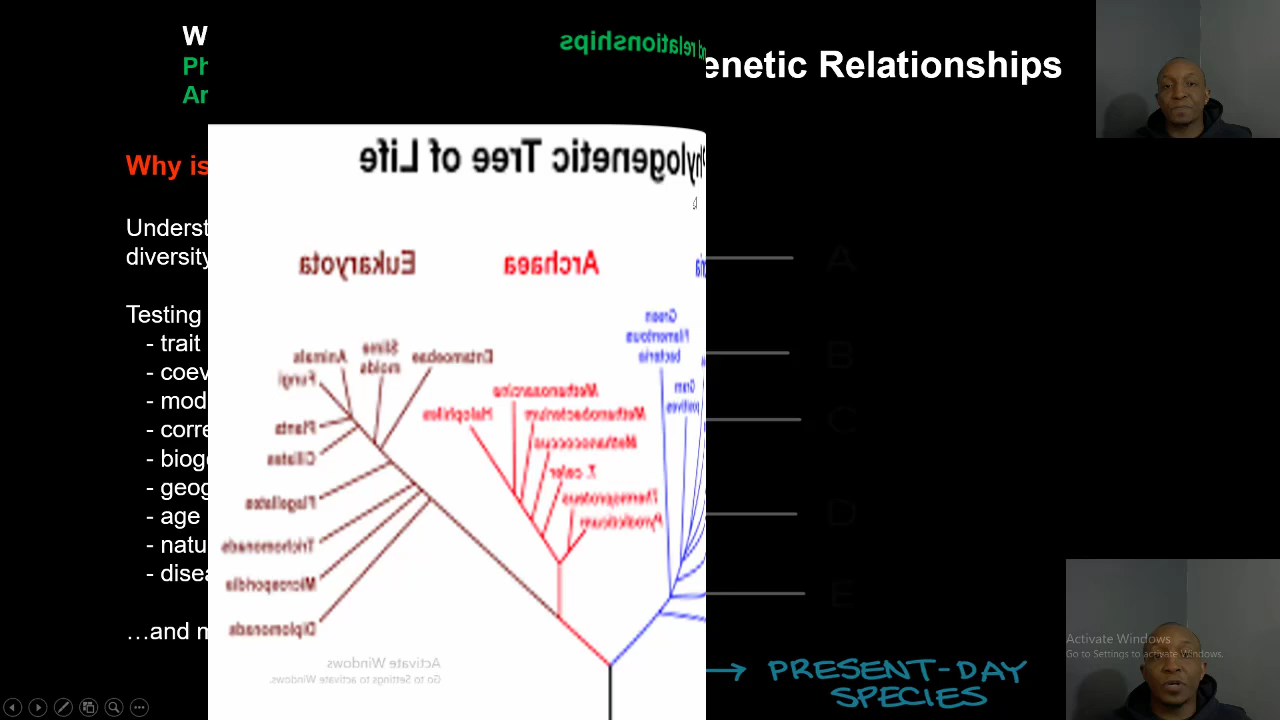 W
Ph
Ar
nd relationships
enetic Relationships
Why is
Underst
diversity
Testing
- trait
- coev
- mod
- corre
- biog
- geog
- age
- natu
- disea
…and m
Phylogenetic Tree of Life
Eukaryota
Archaea
ria
Green
Filamentous
bacteria
Slime
molds
Animals
Entamoebae
Fungi
Gram
positives
Methanosarcina
Methanobacterium
Halophiles
Plants
Methanococcus
Ciliates
T. celer
Thermoproteus
Flagellates
Pyrodicticum
Trichomonads
Microsporidia
Diplomonads
Activate Windows
Go to Settings to activate Windows.
A
B
C
D
E
PRESENT-DAY
SPECIES
Activate Windows
Go to Settings to activate Windows.